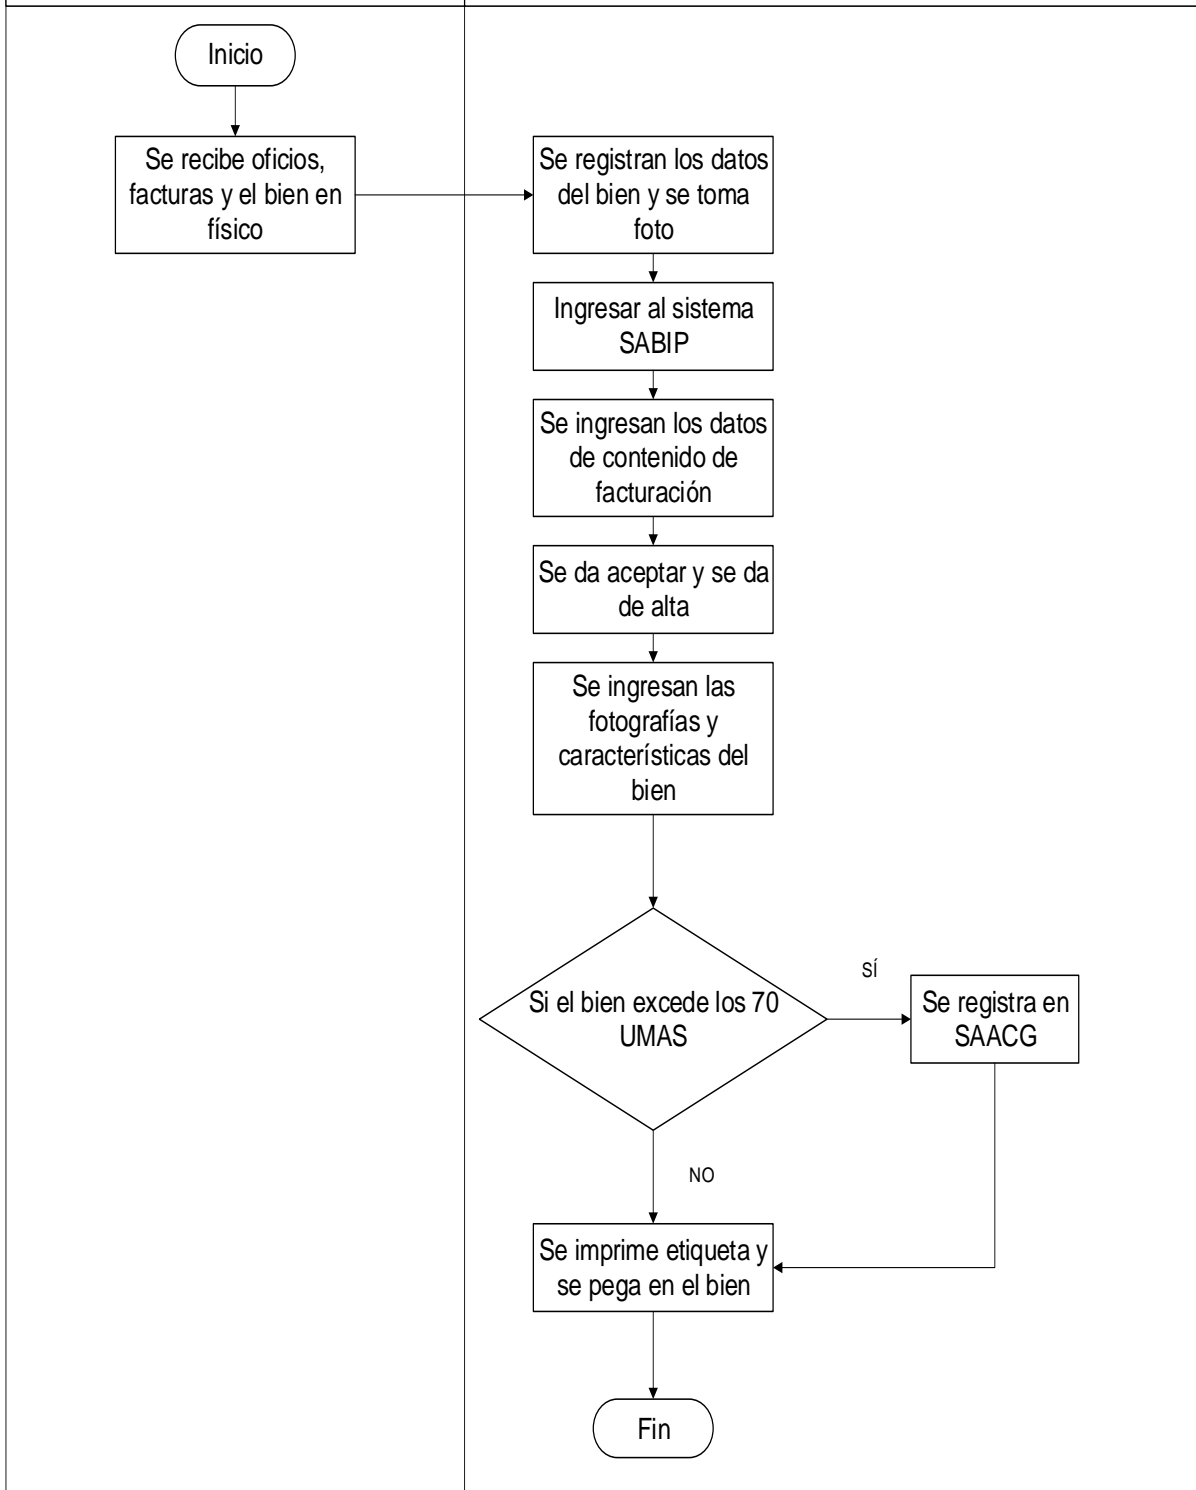 Inicio
Se recibe oficios,
facturas y el bien en
físico
Se registran los datos
del bien y se toma
foto
Ingresar al sistema
SABIP
Se ingresan los datos
de contenido de
facturación
Se da aceptar y se da
de alta
Se ingresan las
fotografías y
característícas del
bien
Si el bien excede los 70
UMAS
SÍ
Se registra en
SAACG
NO
Se imprime etiqueta y
se pega en el bien
Fin